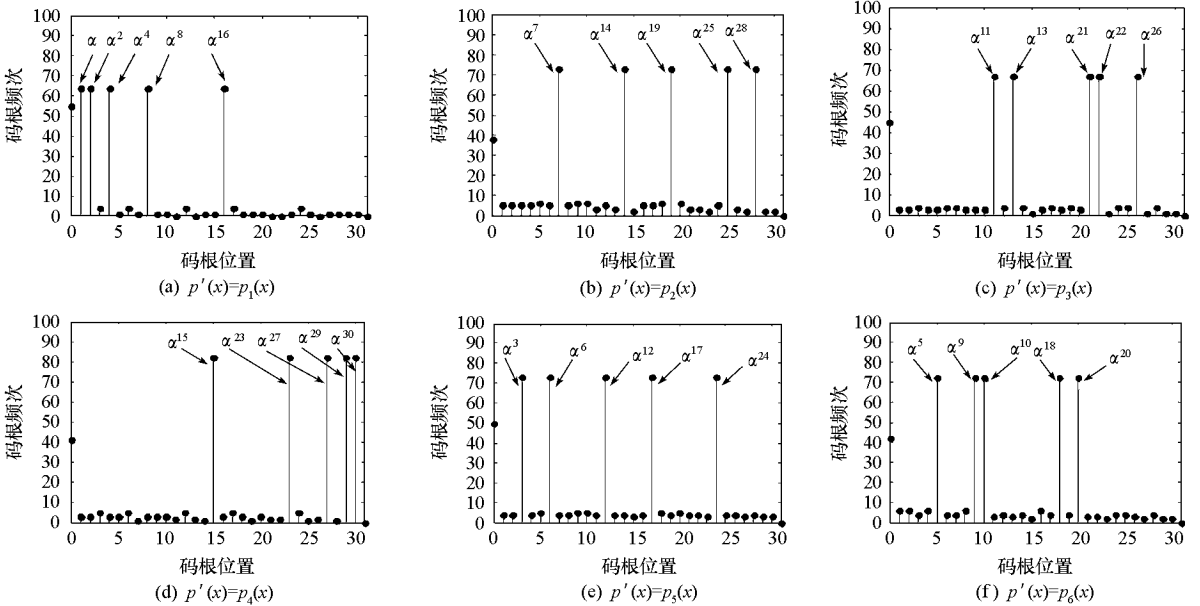 100 90 80 70 60 50 40 30 20 10 0
码根频次
α α² α⁴ α⁸ α¹⁶
0 5 10 15 20 25 30
码根位置
(a) p′(x)=p₁(x)
100 90 80 70 60 50 40 30 20 10 0
码根频次
α⁷ α¹⁴ α¹⁹ α²⁵ α²⁸
0 5 10 15 20 25 30
码根位置
(b) p′(x)=p₂(x)
100 90 80 70 60 50 40 30 20 10 0
码根频次
α¹¹ α¹³ α²¹ α²² α²⁶
0 5 10 15 20 25 30
码根位置
(c) p′(x)=p₃(x)
100 90 80 70 60 50 40 30 20 10 0
码根频次
α¹⁵ α²³ α²⁷ α²⁹ α³⁰
0 5 10 15 20 25 30
码根位置
(d) p′(x)=p₄(x)
100 90 80 70 60 50 40 30 20 10 0
码根频次
α³ α⁶ α¹² α¹⁷ α²⁴
0 5 10 15 20 25 30
码根位置
(e) p′(x)=p₅(x)
100 90 80 70 60 50 40 30 20 10 0
码根频次
α⁵ α⁹ α¹⁰ α¹⁸ α²⁰
0 5 10 15 20 25 30
码根位置
(f) p′(x)=p₆(x)